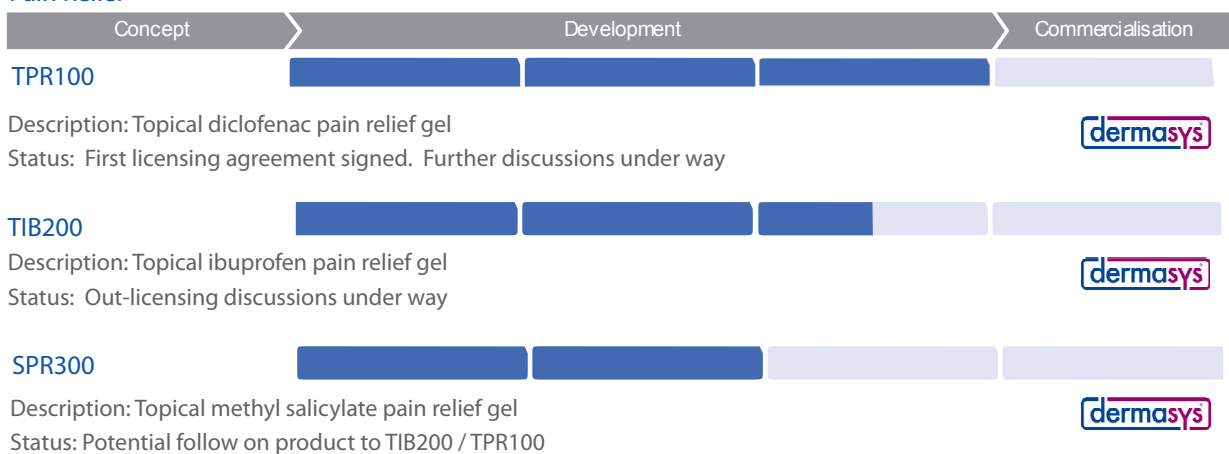 Concept
Development
Commercialisation
TPR100
Description: Topical diclofenac pain relief gel
dermasys
Status: First licensing agreement signed. Further discussions under way
TIB200
Description: Topical ibuprofen pain relief gel
dermasys
Status: Out-licensing discussions under way
SPR300
Description: Topical methyl salicylate pain relief gel
dermasys
Status: Potential follow on product to TIB200 / TPR100